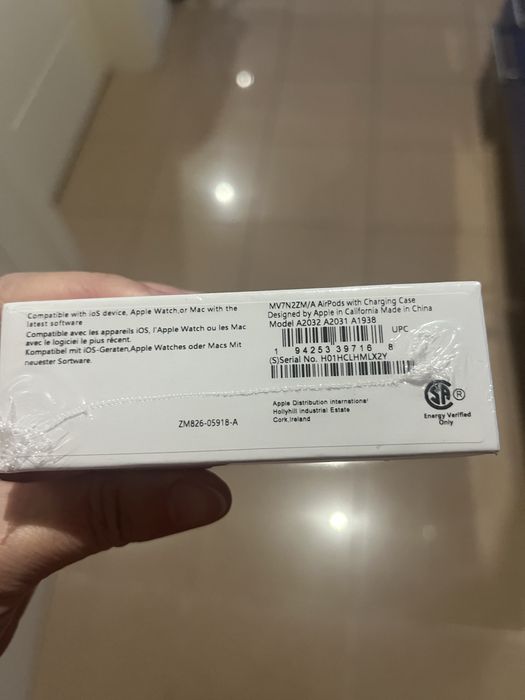 Compatible with ioS device, Apple Watch,or Mac with the
latest software
Compatible avec les appareils iOS, l'Apple Watch ou les Mac
avec le logiciel le plus récent.
Kompatibel mit iOS-Geraten,Apple Watches oder Macs Mit
neuester Sortware.
ZM826-05918-A
MV7N2ZM/A AirPods with Charging Case
Designed by Apple in California Made in China
Model A2032 A2031 A1938
UPC
1 94253 39716 8
(S)Serial No. H01HCLHMLX2Y
Apple Distribution international
Hollyhill industrial Estate
Cork,Ireland
SA ®
Energy Verified
Only